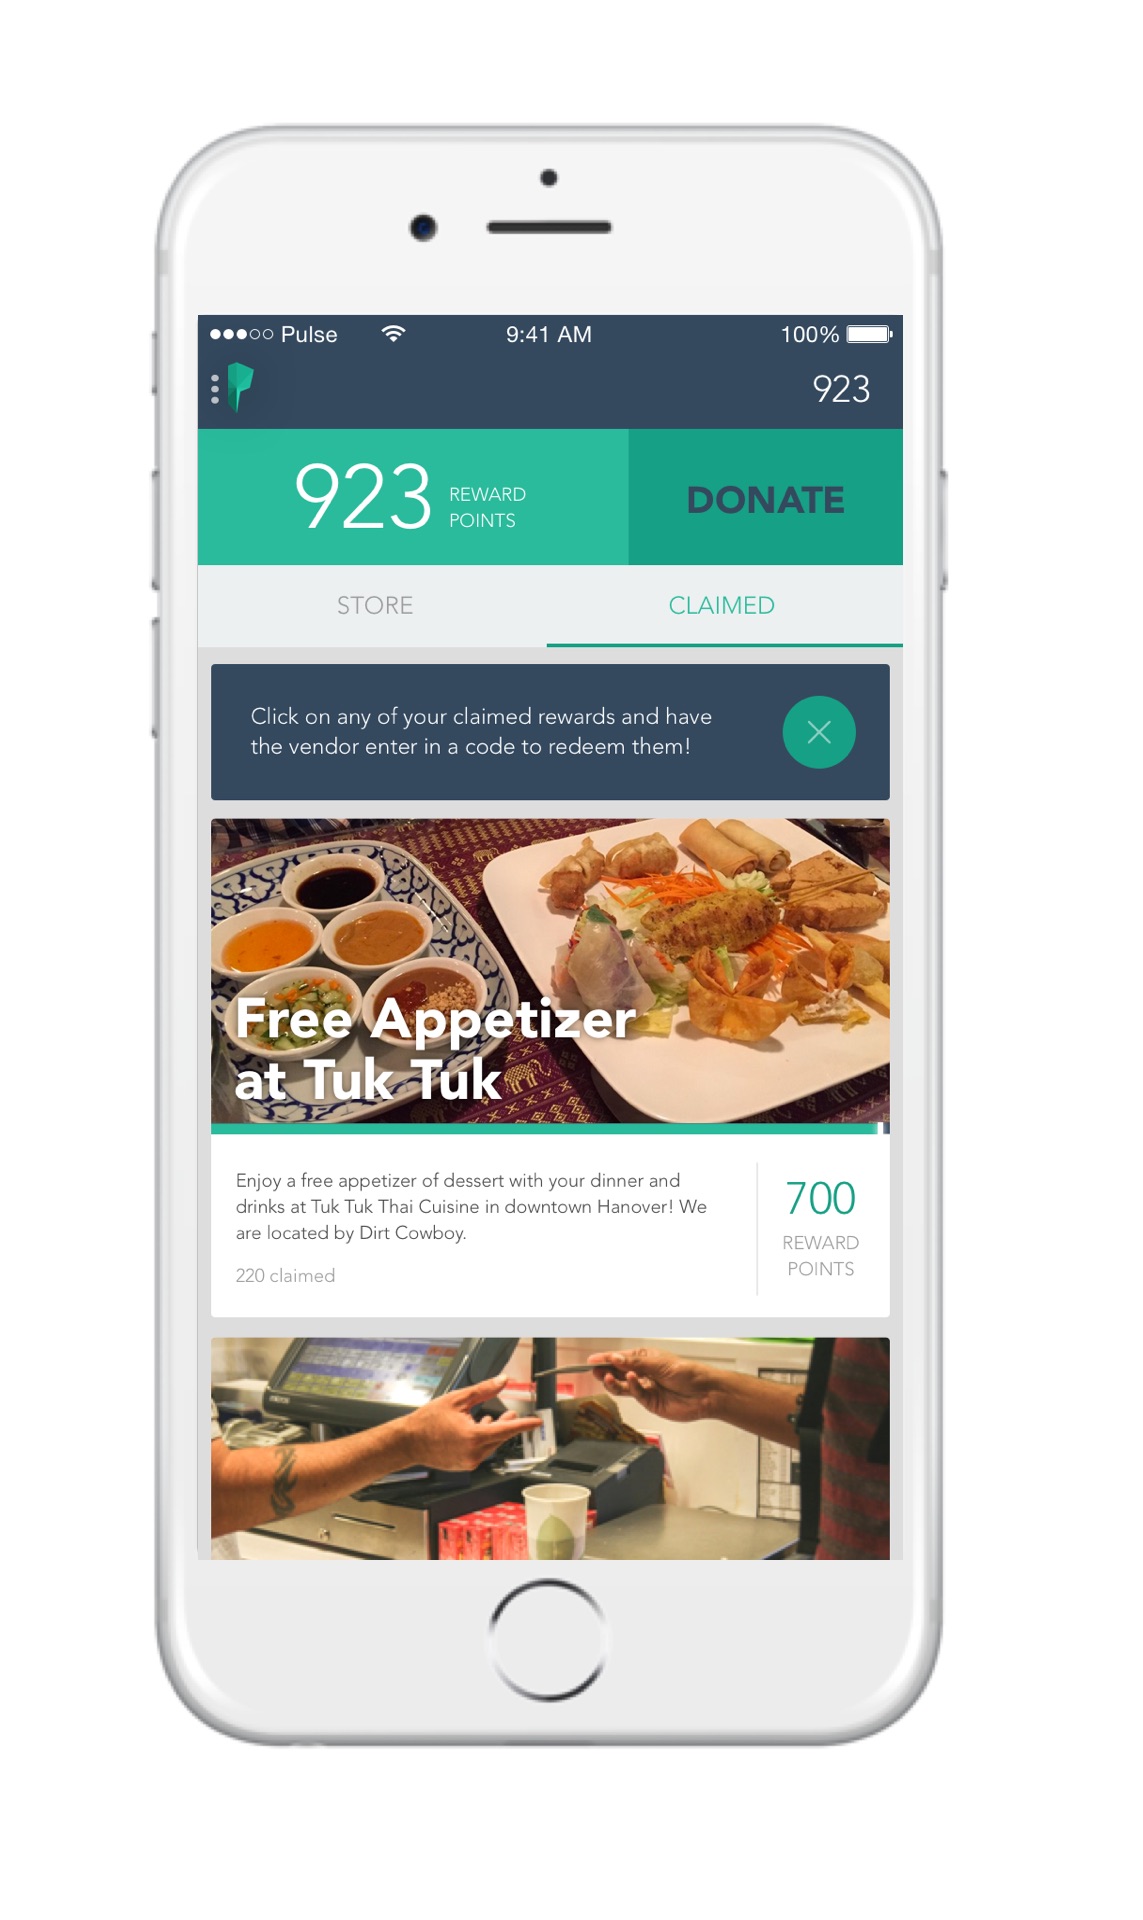 Pulse
9:41 AM
100%
923
923
REWARD
POINTS
DONATE
STORE
CLAIMED
Click on any of your claimed rewards and have
the vendor enter in a code to redeem them!
Free Appetizer
at Tuk Tuk
Enjoy a free appetizer of dessert with your dinner and
drinks at Tuk Tuk Thai Cuisine in downtown Hanover! We
are located by Dirt Cowboy.
220 claimed
700
REWARD
POINTS